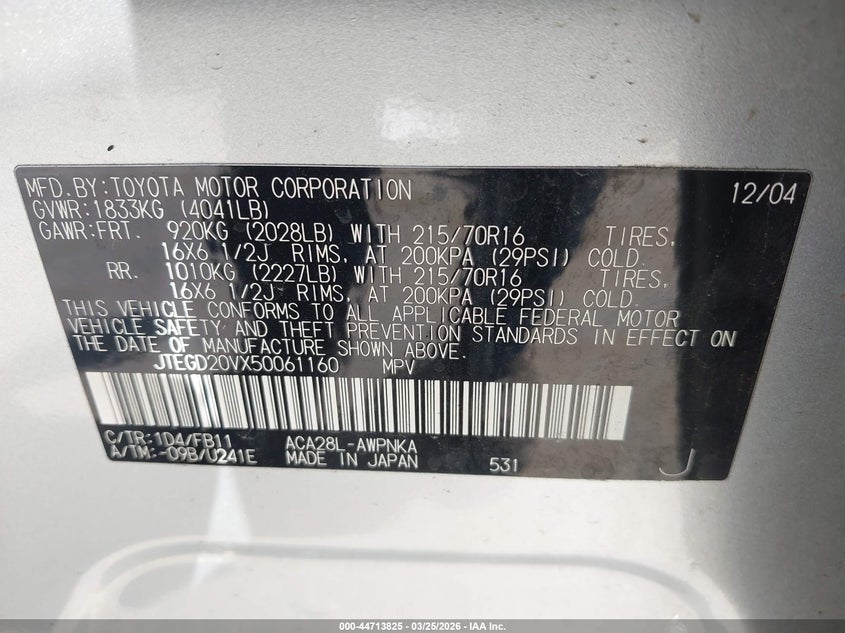 MFD.BY:TOYOTA MOTOR CORPORATION 12/04
GVWR:1833KG (4041LB)
GAWR:FRT. 920KG (2028LB) WITH 215/70R16 TIRES,
16X6 1/2J RIMS, AT 200KPA (29PSI) COLD.
RR. 1010KG (2227LB) WITH 215/70R16 TIRES,
16X6 1/2J RIMS, AT 200KPA (29PSI) COLD.
THIS VEHICLE CONFORMS TO ALL APPLICABLE FEDERAL MOTOR
VEHICLE SAFETY AND THEFT PREVENTION STANDARDS IN EFFECT ON
THE DATE OF MANUFACTURE SHOWN ABOVE.
JTEGD20VX50061160 MPV
C/TR:1D4/FB11 ACA28L-AWPNKA
A/TM:-09B/U241E MADE IN JAPAN 531 J
000-44713825 - 03/25/2026 - IAA Inc.